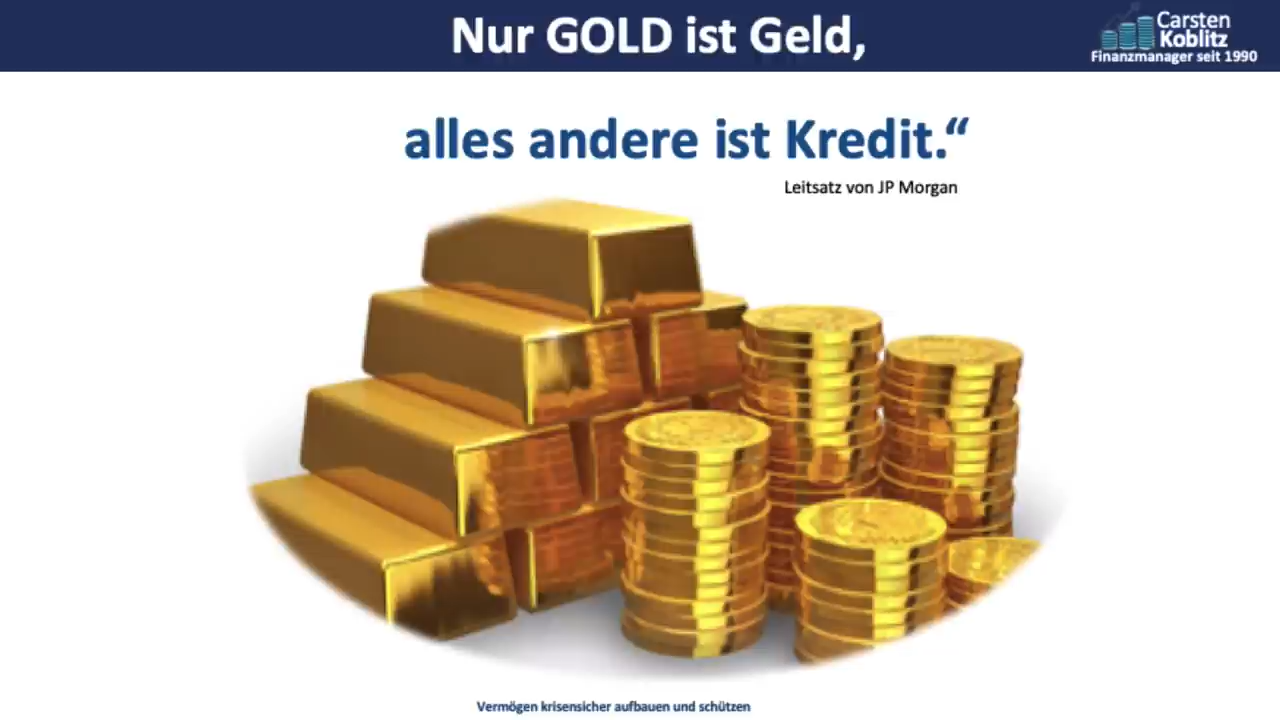 Nur GOLD ist Geld,
Carsten
Koblitz
Finanzmanager seit 1990
alles andere ist Kredit.“
Leitsatz von JP Morgan
Vermögen krisensicher aufbauen und schützen